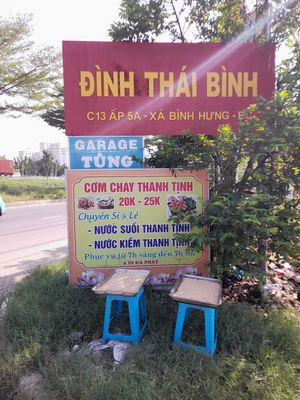 ĐÌNH THÁI BÌNH
C13 ẤP 5A - XÃ BÌNH HƯNG -
GARAGE
TÙNG
CƠM CHAY THANH TỊNH
20K - 25K
Chuyên Sỉ & Lẻ
- NƯỚC SUỐI THANH TỊNH
- NƯỚC KIỀM THANH TỊNH
Phục vụ từ 7h sáng đến 7h tối
A DI ĐÀ PHẬT